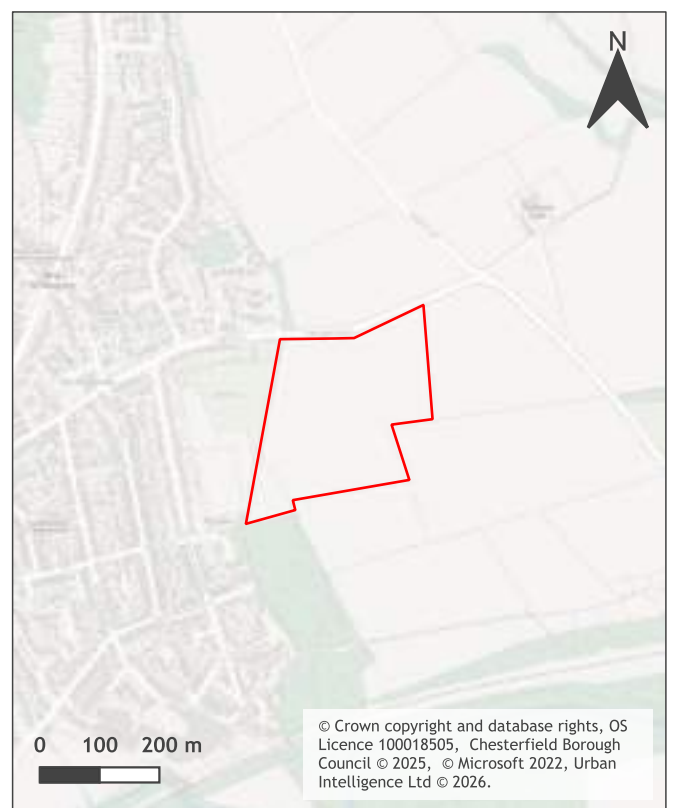 N
0 100 200 m
© Crown copyright and database rights, OS
Licence 100018505, Chesterfield Borough
Council © 2025, © Microsoft 2022, Urban
Intelligence Ltd © 2026.